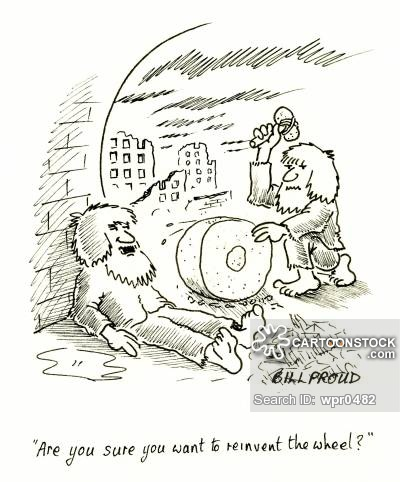 CartoonStock
.com
BILL PROUD
Search ID: wpr0482
"Are you sure you want to reinvent the wheel?"